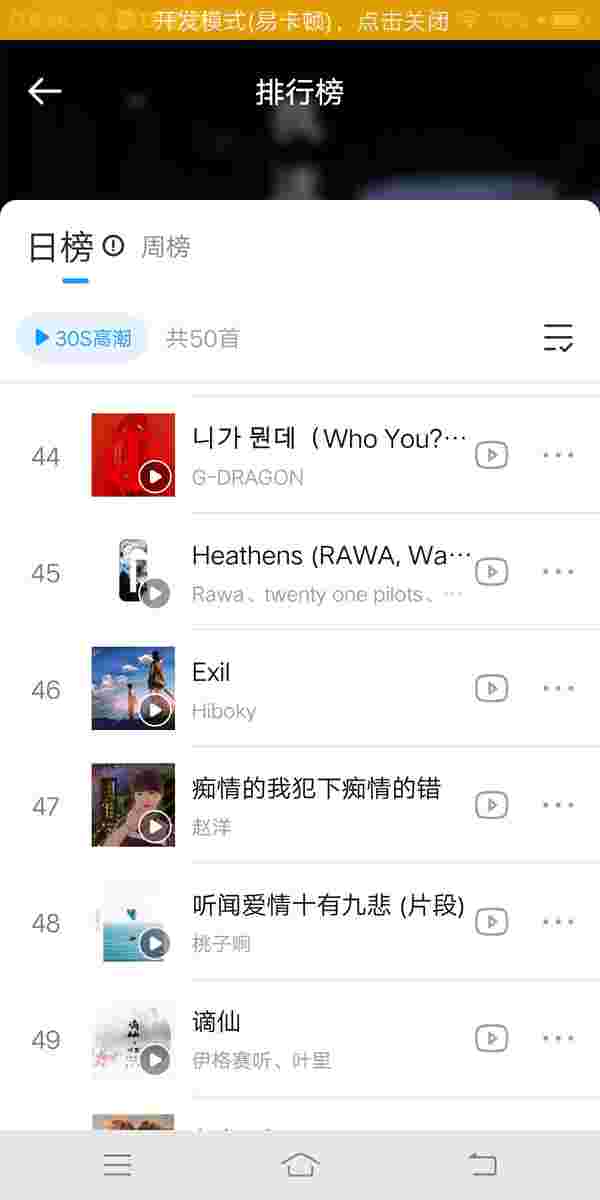 开发模式(易卡顿)，点击关闭
排行榜
日榜
周榜
30S高潮
共50首
44
니가 뭔데（Who You?…
G-DRAGON
45
Heathens (RAWA, Wa…
Rawa、twenty one pilots、…
46
Exil
Hiboky
47
痴情的我犯下痴情的错
赵洋
48
听闻爱情十有九悲 (片段)
桃子啊
49
谪仙
伊格赛听、叶里